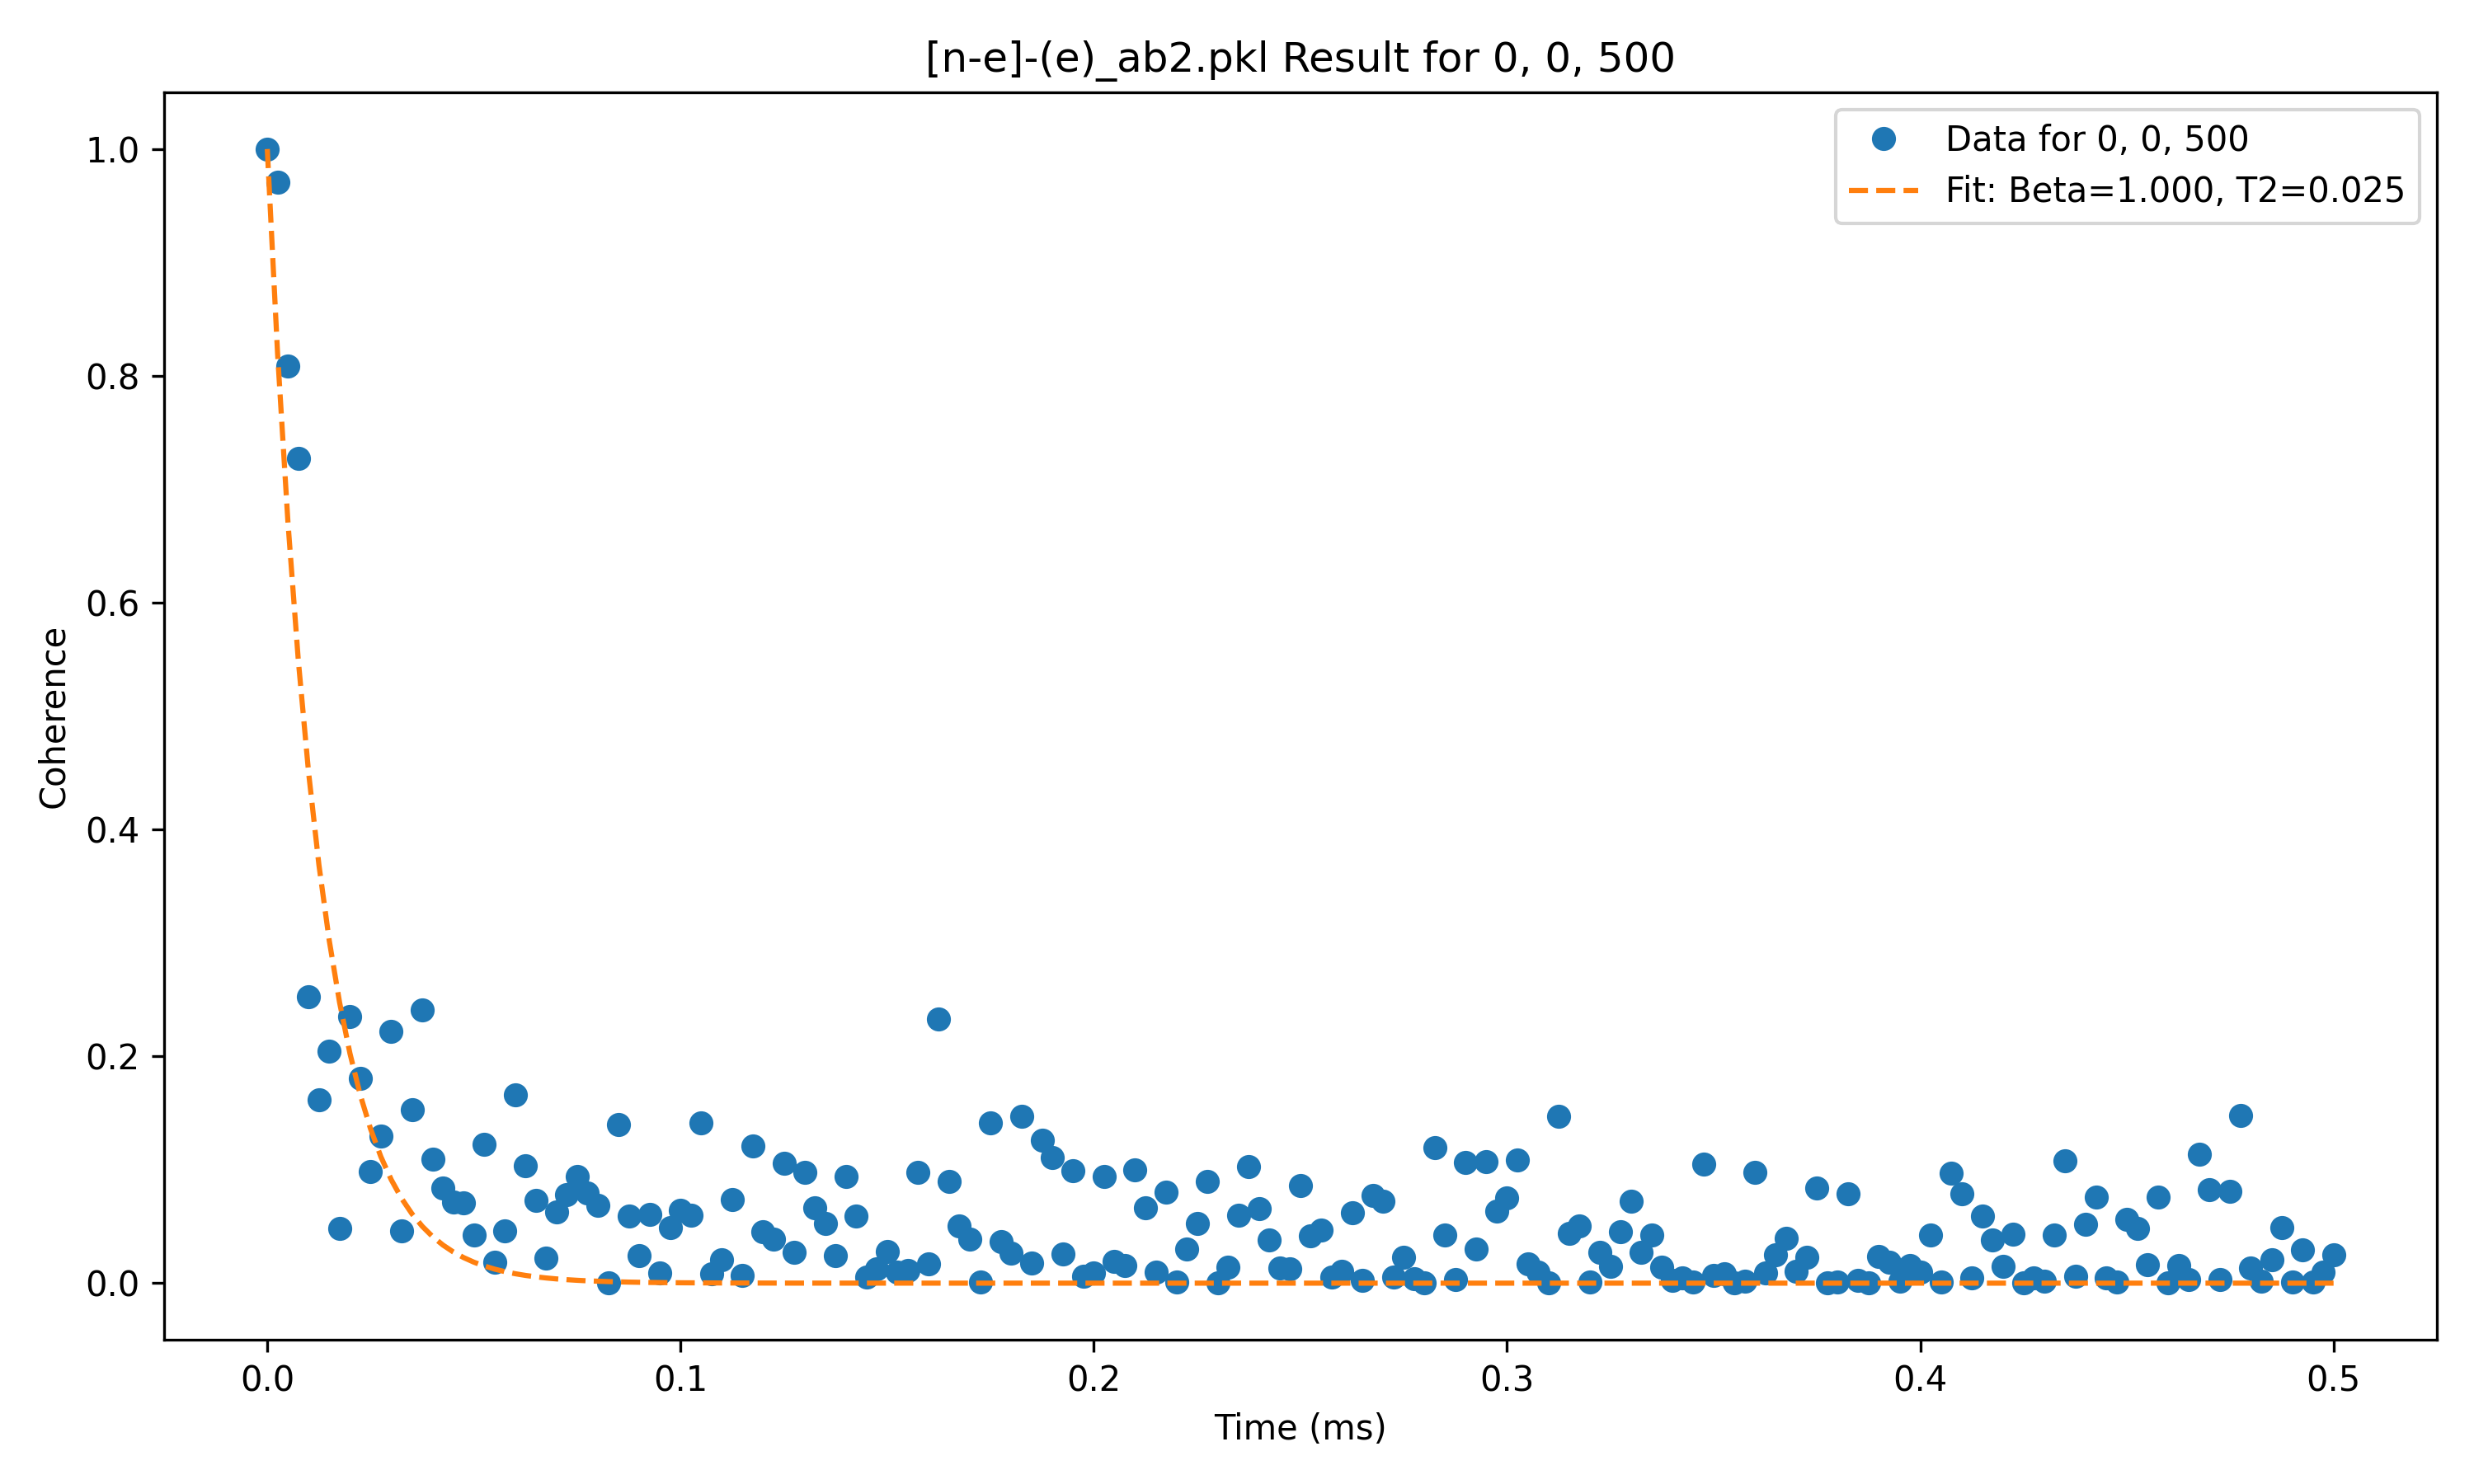 [n-e]-(e)_ab2.pkl Result for 0, 0, 500
Data for 0, 0, 500
Fit: Beta=1.000, T2=0.025
Coherence
1.0
0.8
0.6
0.4
0.2
0.0
0.0 0.1 0.2 0.3 0.4 0.5
Time (ms)